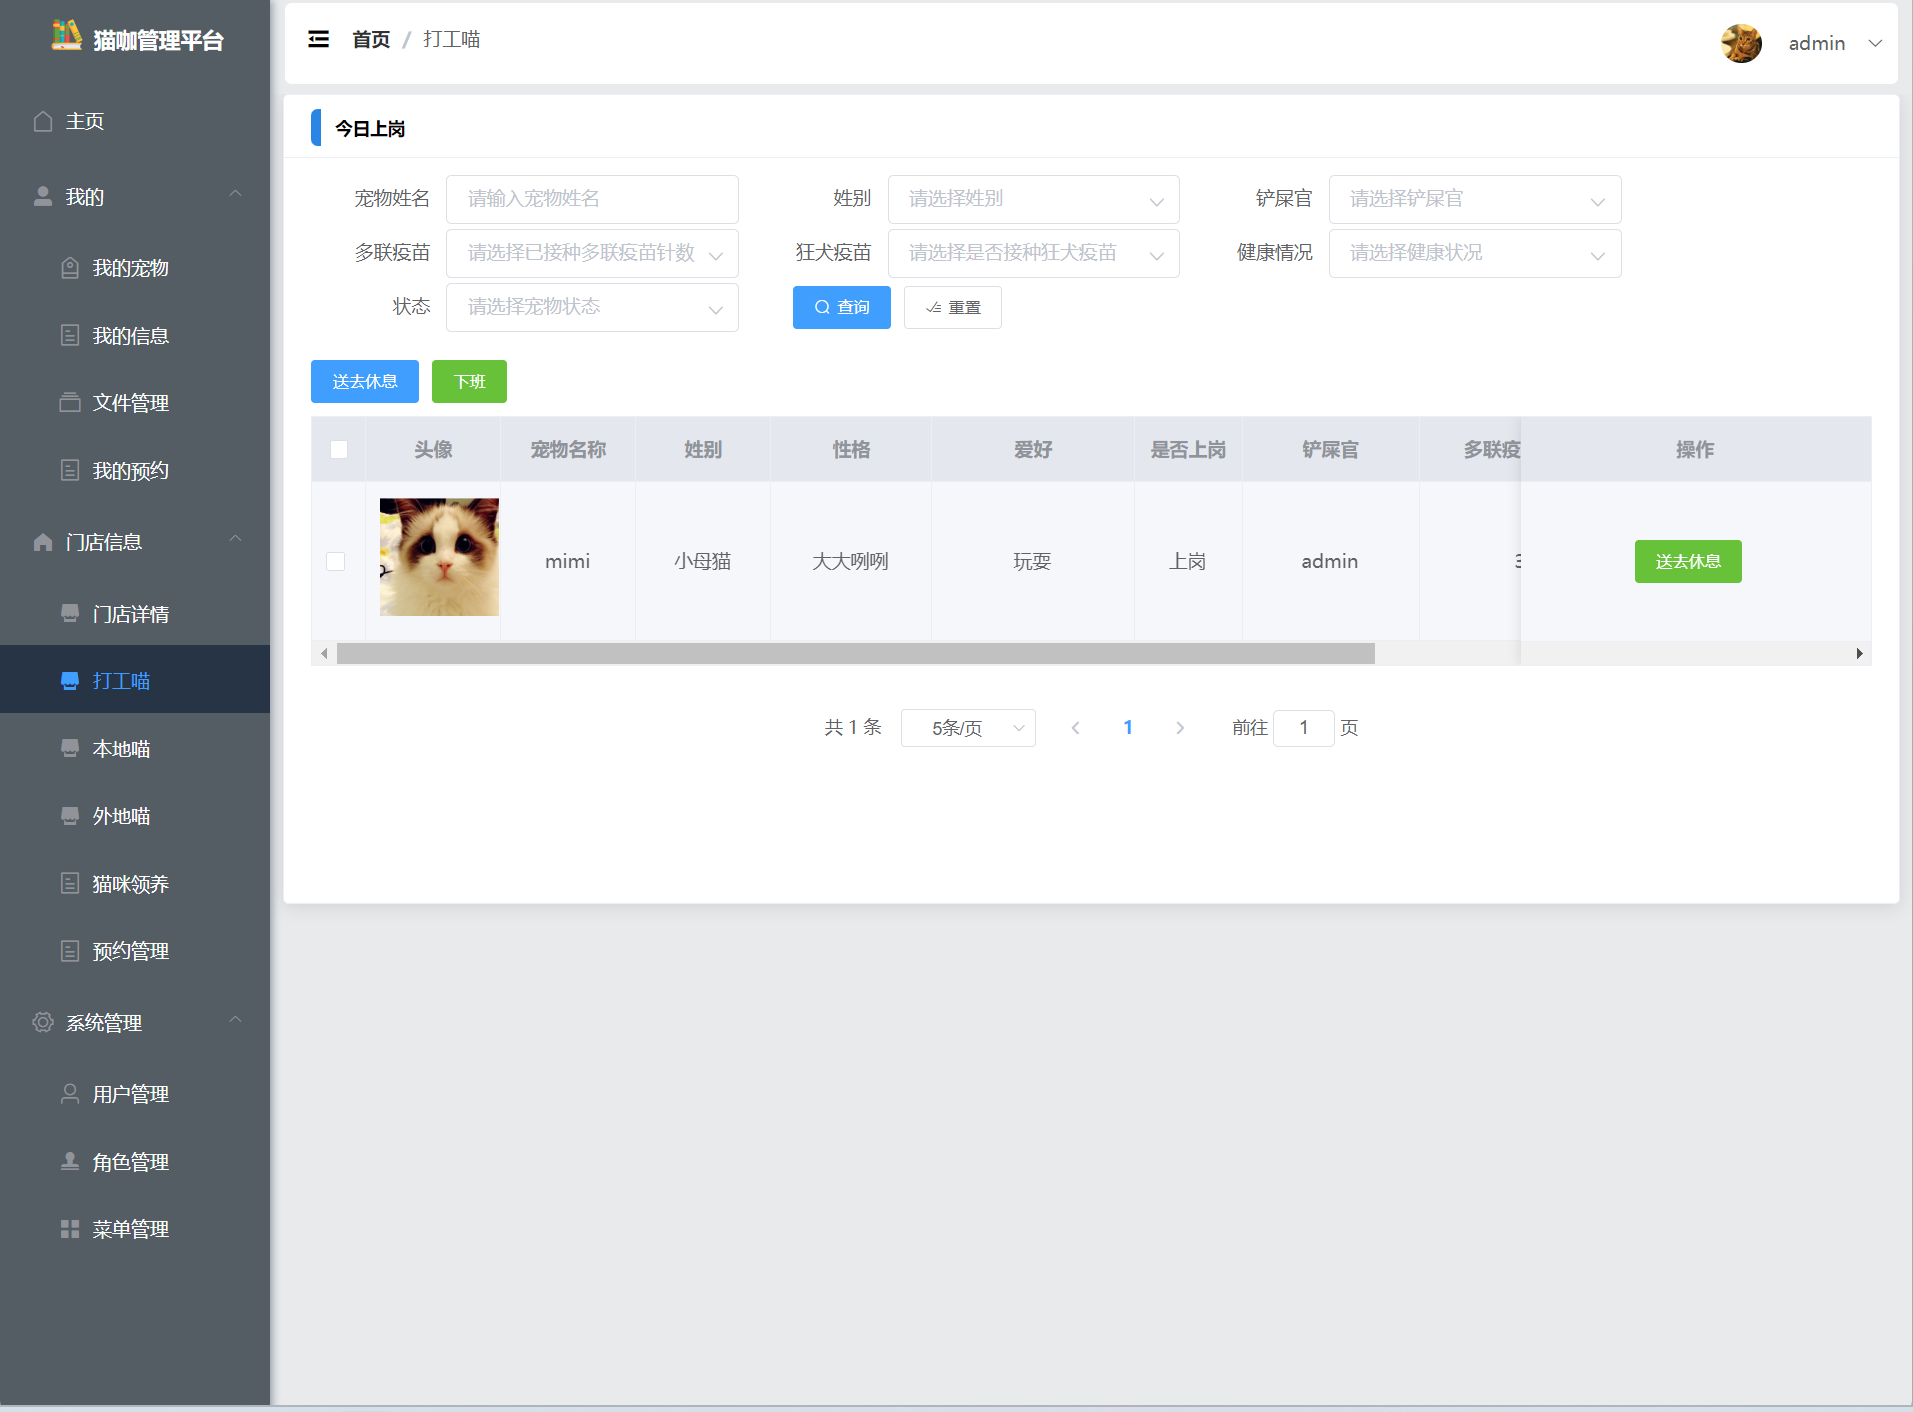 猫咖管理平台
主页
我的
我的宠物
我的信息
文件管理
我的预约
门店信息
门店详情
打工喵
本地喵
外地喵
猫咪领养
预约管理
系统管理
用户管理
角色管理
菜单管理
首页 / 打工喵
admin
今日上岗
宠物姓名 请输入宠物姓名 姓别 请选择姓别 铲屎官 请选择铲屎官
多联疫苗 请选择已接种多联疫苗针数 狂犬疫苗 请选择是否接种狂犬疫苗 健康情况 请选择健康状况
状态 请选择宠物状态 查询 重置
送去休息 下班
头像 宠物名称 姓别 性格 爱好 是否上岗 铲屎官 多联疫 操作
mimi 小母猫 大大咧咧 玩耍 上岗 admin 3 送去休息
共 1 条 5条/页 1 前往 1 页